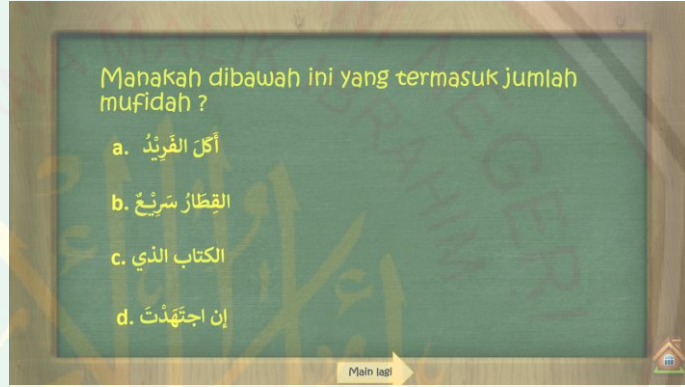 Manakah dibawah ini yang termasuk jumlah
mufidah ?
a. أَكَلَ الفَرِيْدُ
b. القِطَارُ سَرِيْعٌ
c. الكتاب الذي
d. إن اجتَهَدْتَ
Main lagi